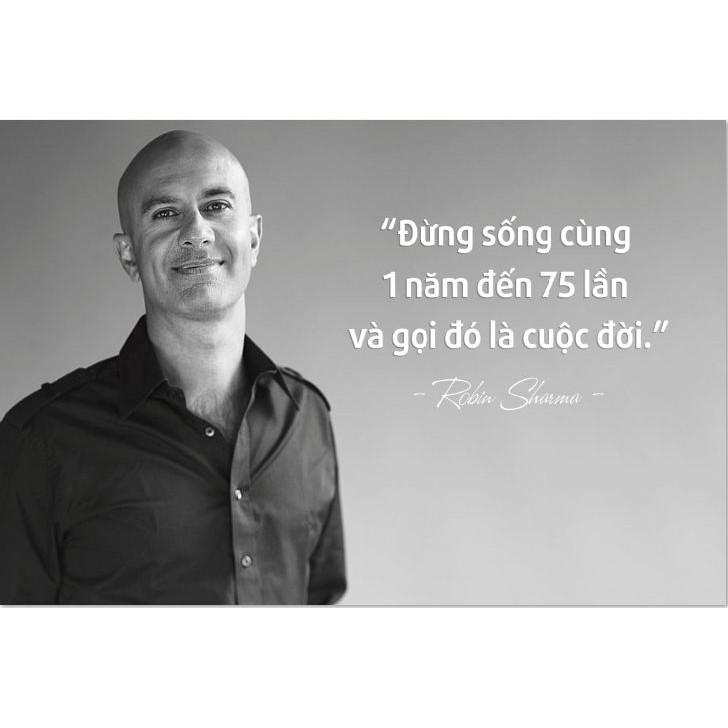 “Đừng sống cùng
1 năm đến 75 lần
và gọi đó là cuộc đời.”
- Robin Sharma -